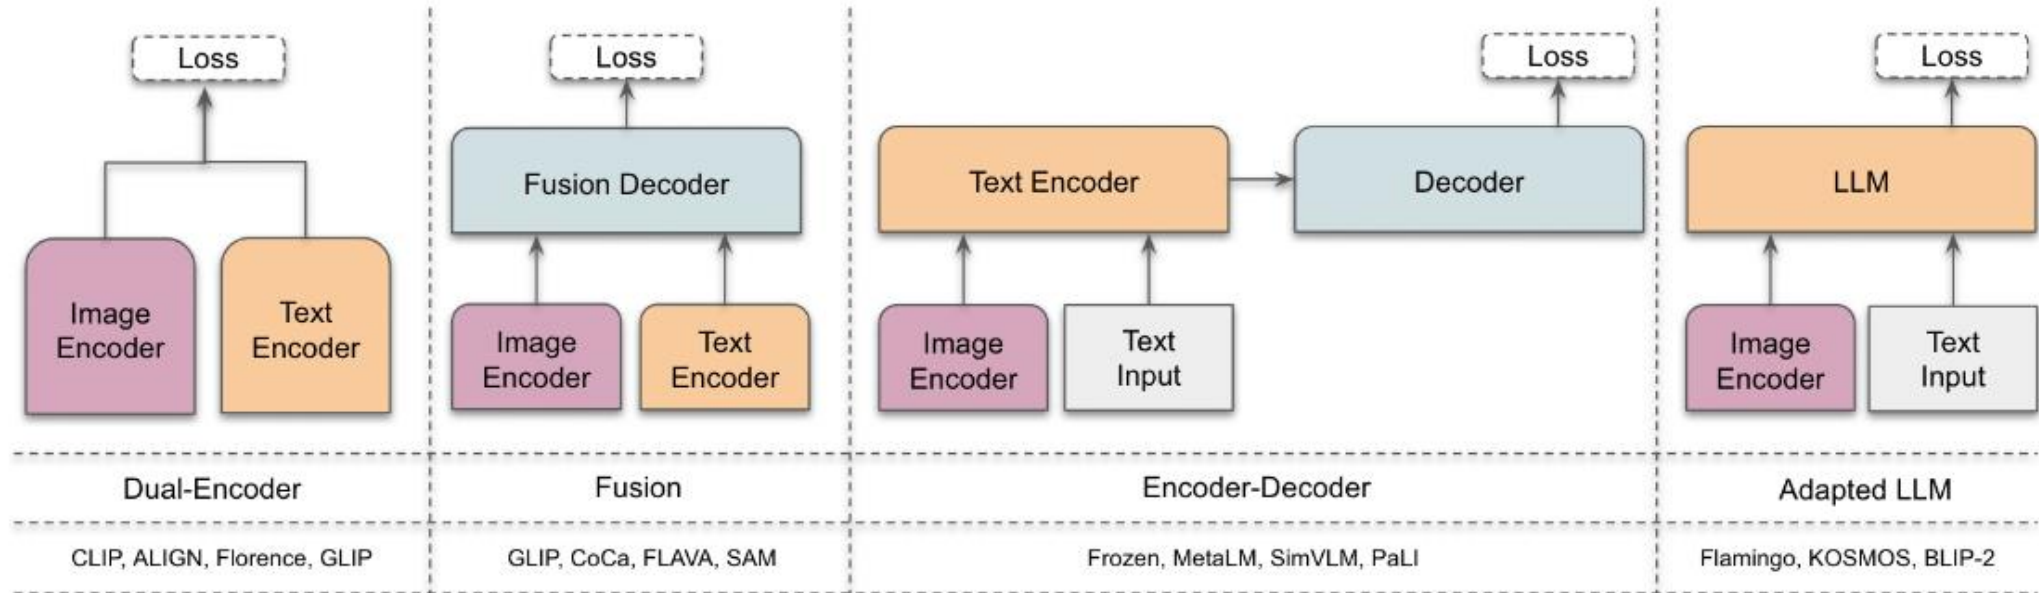 Loss
Image
Encoder
Text
Encoder
Dual-Encoder
CLIP, ALIGN, Florence, GLIP
Loss
Fusion Decoder
Image
Encoder
Text
Encoder
Fusion
GLIP, CoCa, FLAVA, SAM
Loss
Text Encoder
Decoder
Image
Encoder
Text
Input
Encoder-Decoder
Frozen, MetaLM, SimVLM, PaLI
Loss
LLM
Image
Encoder
Text
Input
Adapted LLM
Flamingo, KOSMOS, BLIP-2